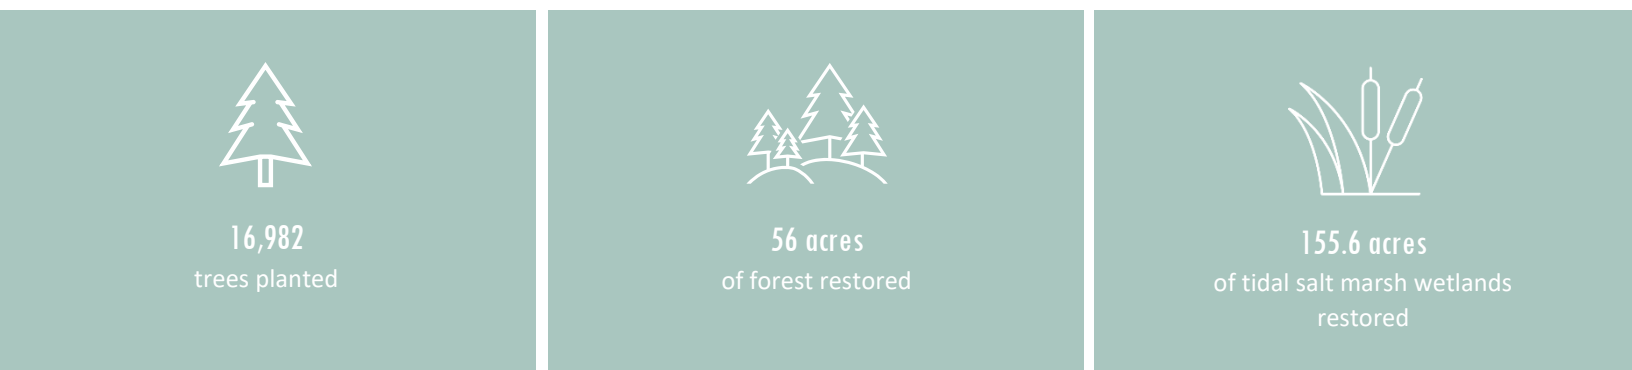 16,982
trees planted
56 acres
of forest restored
155.6 acres
of tidal salt marsh wetlands
restored